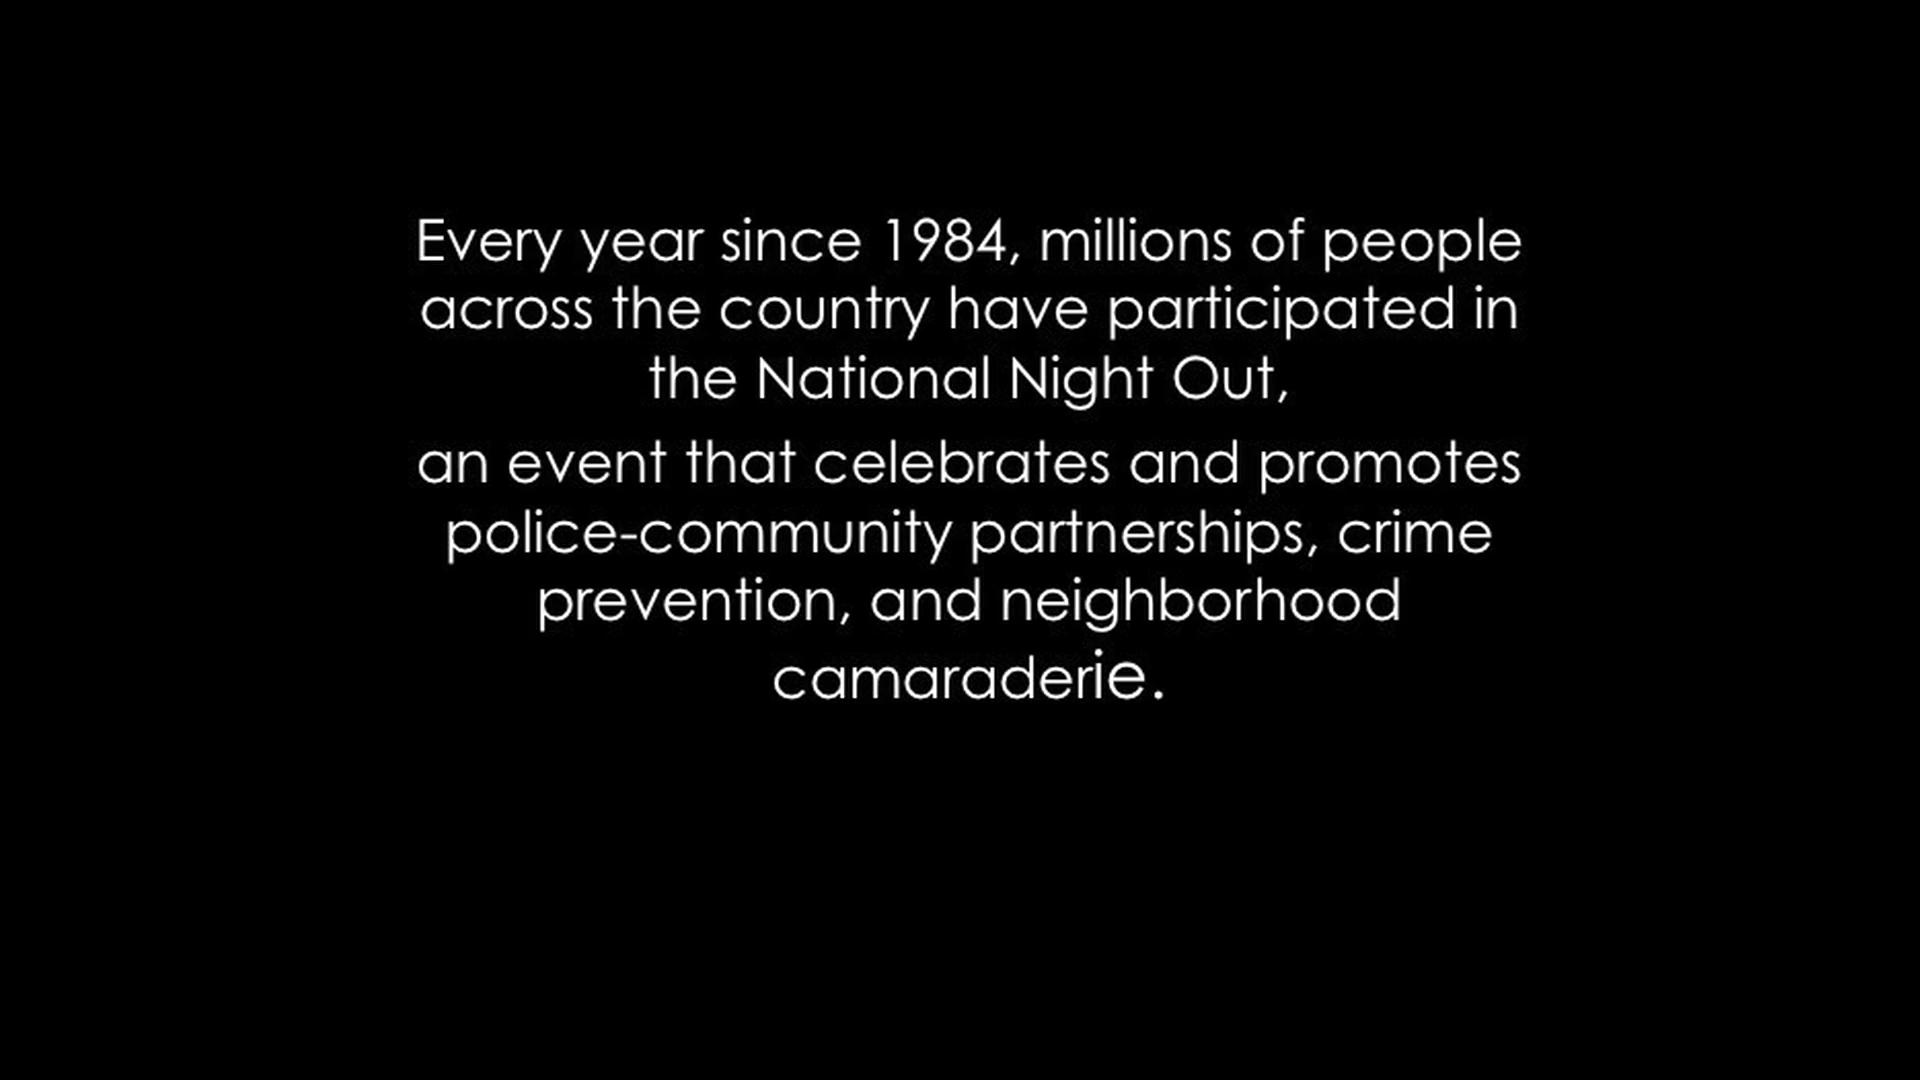 Every year since 1984, millions of people
across the country have participated in
the National Night Out,
an event that celebrates and promotes
police-community partnerships, crime
prevention, and neighborhood
camaraderie.